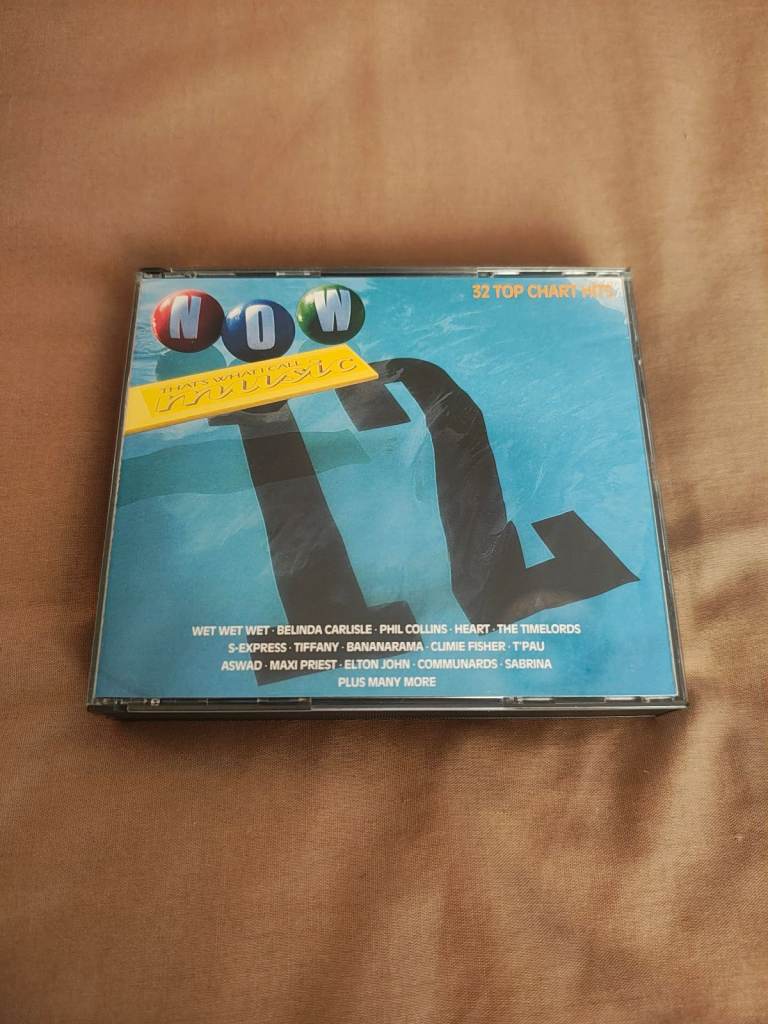 NOW
32 TOP CHART HITS
THAT'S WHAT I CALL
music
12
WET WET WET · BELINDA CARLISLE · PHIL COLLINS · HEART · THE TIMELORDS
S-EXPRESS · TIFFANY · BANANARAMA · CLIMIE FISHER · T'PAU
ASWAD · MAXI PRIEST · ELTON JOHN · COMMUNARDS · SABRINA
PLUS MANY MORE